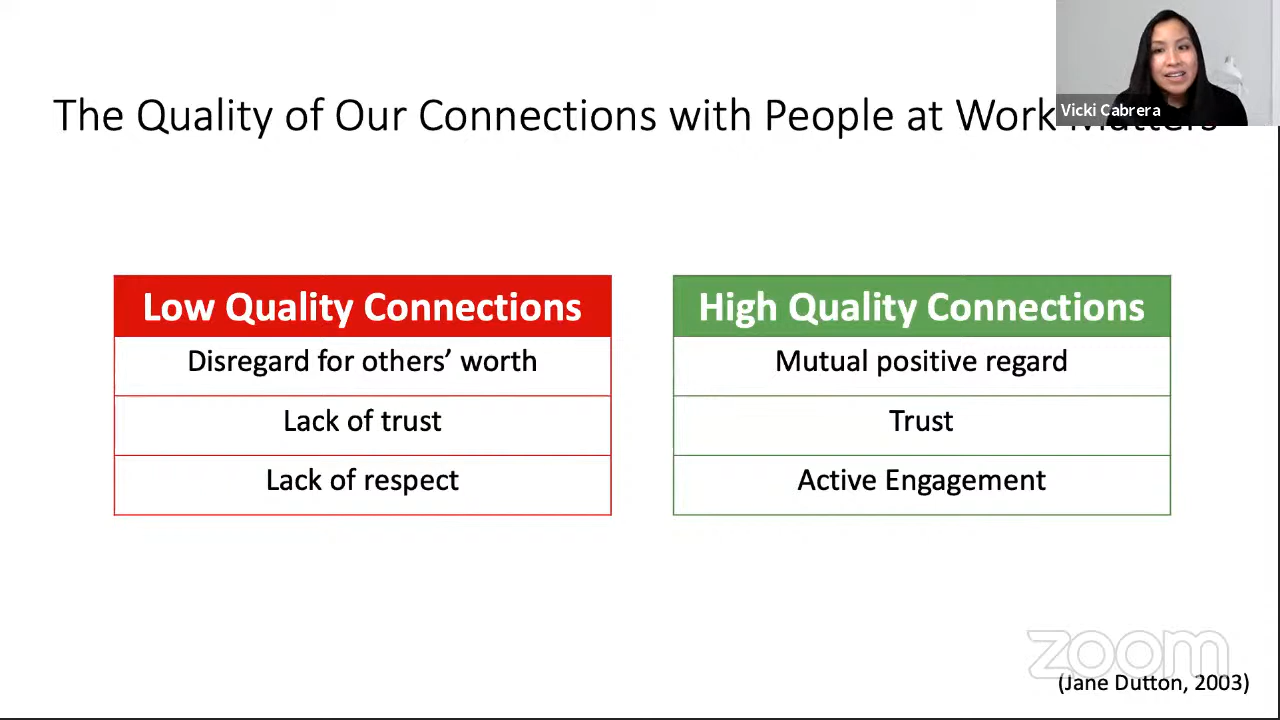 The Quality of Our Connections with People at Work Matters
Vicki Cabrera
Low Quality Connections
Disregard for others' worth
Lack of trust
Lack of respect
High Quality Connections
Mutual positive regard
Trust
Active Engagement
zoom
(Jane Dutton, 2003)